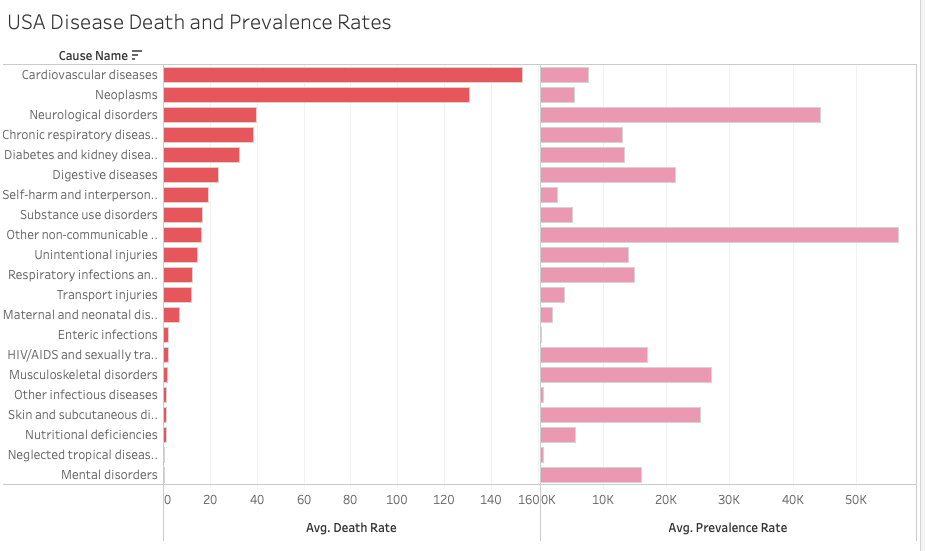 USA Disease Death and Prevalence Rates
Cause Name
Cardiovascular diseases
Neoplasms
Neurological disorders
Chronic respiratory diseas..
Diabetes and kidney disea..
Digestive diseases
Self-harm and interperson..
Substance use disorders
Other non-communicable ..
Unintentional injuries
Respiratory infections an..
Transport injuries
Maternal and neonatal dis..
Enteric infections
HIV/AIDS and sexually tra..
Musculoskeletal disorders
Other infectious diseases
Skin and subcutaneous di..
Nutritional deficiencies
Neglected tropical diseas..
Mental disorders
0 20 40 60 80 100 120 140 160 0K 10K 20K 30K 40K 50K
Avg. Death Rate Avg. Prevalence Rate